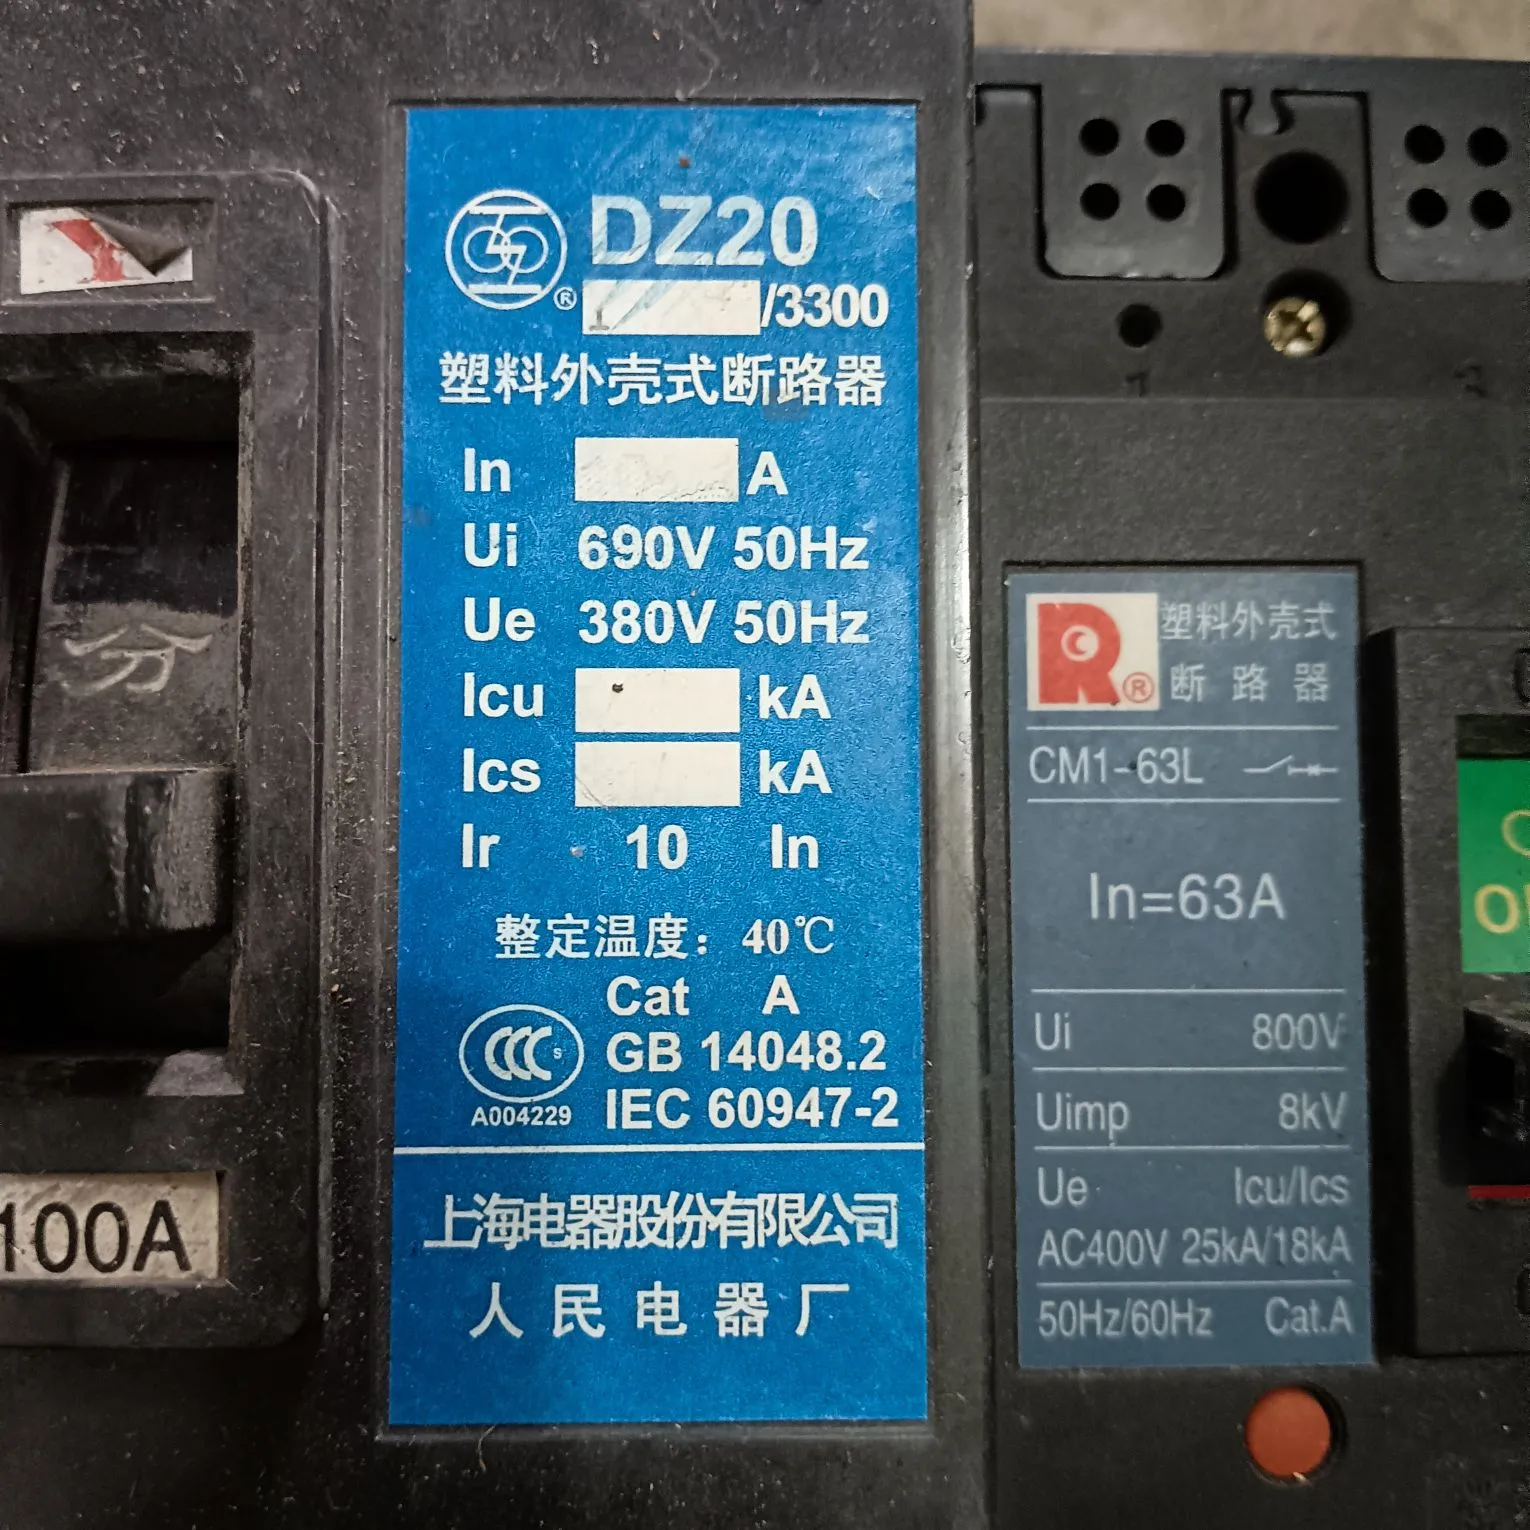 分
100A
DZ20
®
/3300
塑料外壳式断路器
In A
Ui 690V 50Hz
Ue 380V 50Hz
Icu kA
Ics kA
Ir 10 In
整定温度：40℃
Cat A
CCC S
GB 14048.2
A004229
IEC 60947-2
上海电器股份有限公司
人民电器厂
R®
塑料外壳式
断路器
CM1-63L
In=63A
Ui 800V
Uimp 8kV
Ue Icu/Ics
AC400V 25kA/18kA
50Hz/60Hz Cat.A